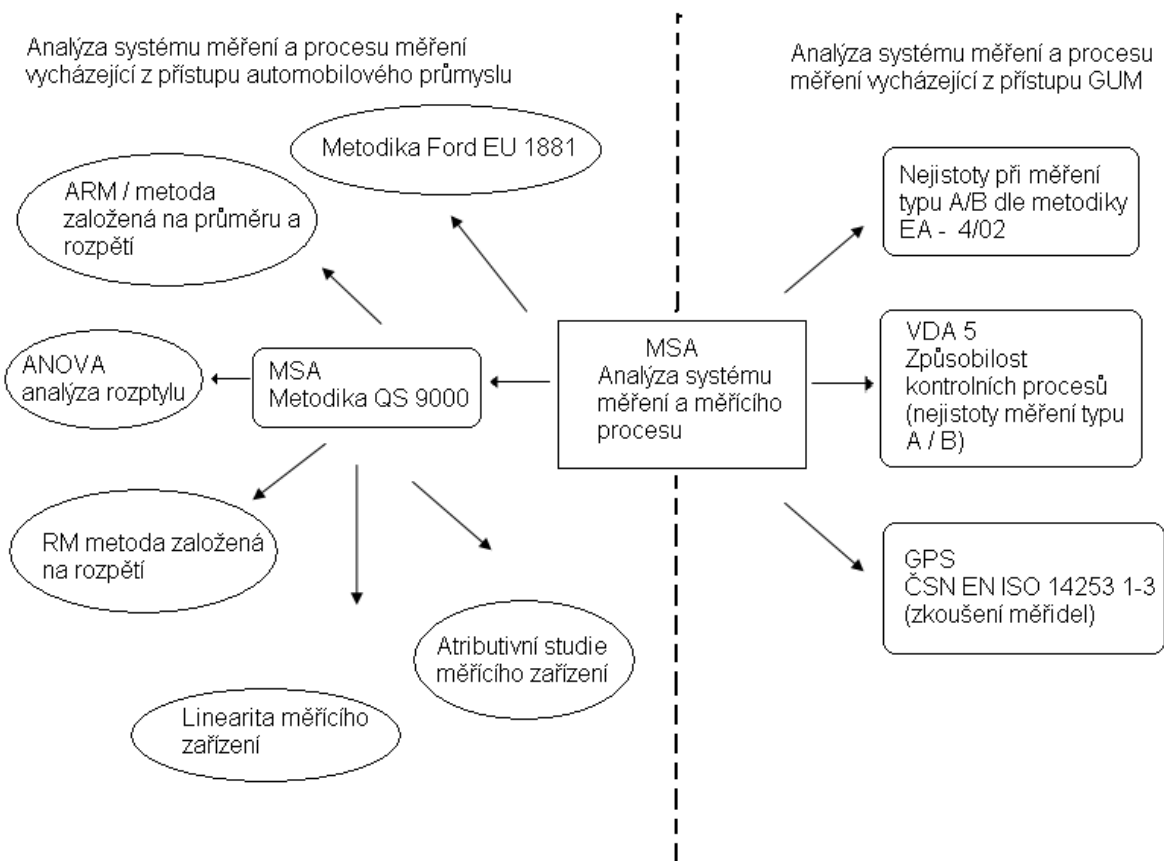 Analýza systému měření a procesu měření
vycházející z přístupu automobilového průmyslu
Analýza systému měření a procesu
měření vycházející z přístupu GUM
Metodika Ford EU 1881
ARM / metoda
založená na průměru a
rozpětí
Nejistoty při měření
typu A/B dle metodiky
EA - 4/02
ANOVA
analýza rozptylu
MSA
Metodika QS 9000
MSA
Analýza systému
měření a měřícího
procesu
VDA 5
Způsobilost
kontrolních procesů
(nejistoty měření typu
A / B)
RM metoda založená
na rozpětí
GPS
ČSN EN ISO 14253 1-3
(zkoušení měřidel)
Atributivní studie
měřícího zařízení
Linearita měřícího
zařízení